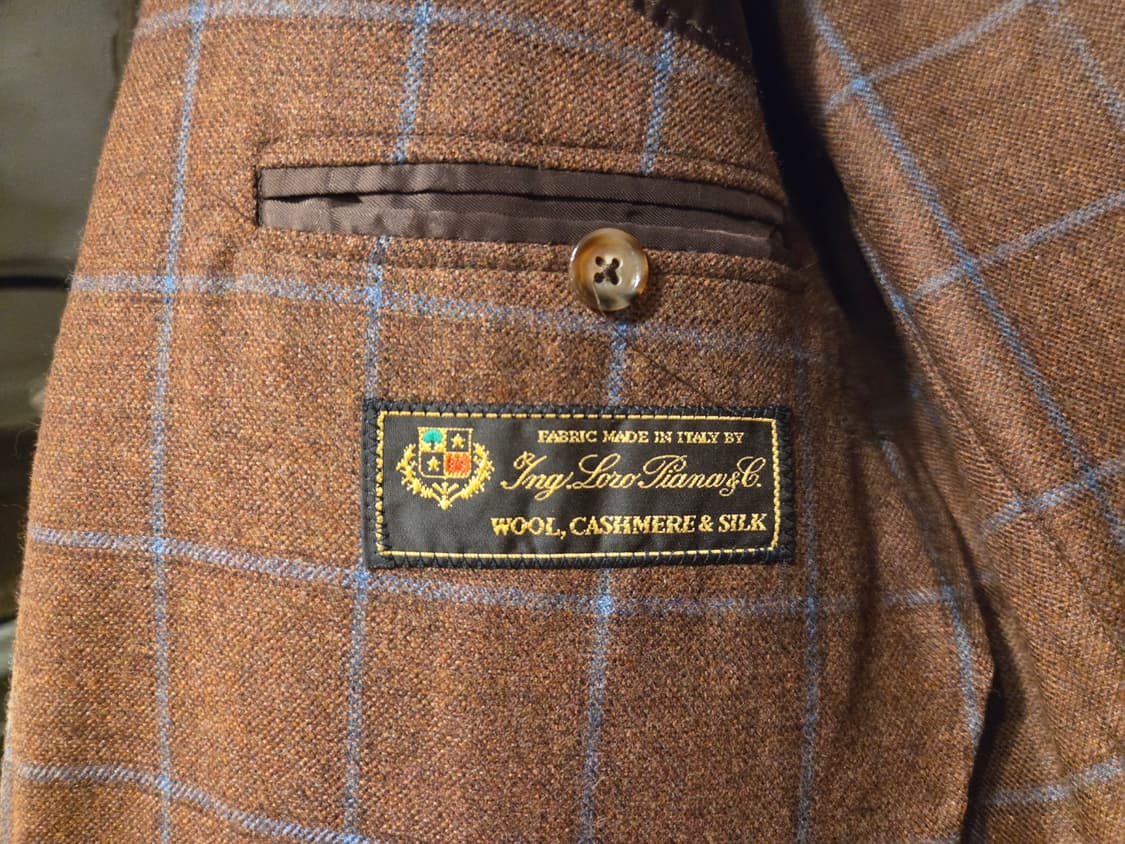 FABRIC MADE IN ITALY BY
Ing. Loro Piana & C.
WOOL, CASHMERE & SILK